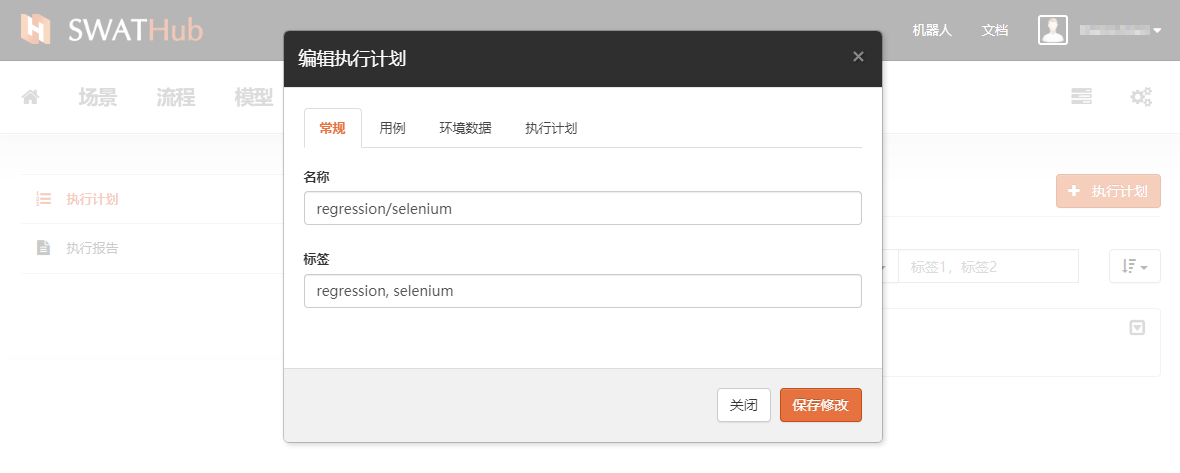 SWATHub
机器人
文档
编辑执行计划
×
场景
流程
模型
常规
用例
环境数据
执行计划
执行计划
执行报告
+ 执行计划
名称
regression/selenium
标签1，标签2
标签
regression, selenium
关闭
保存修改